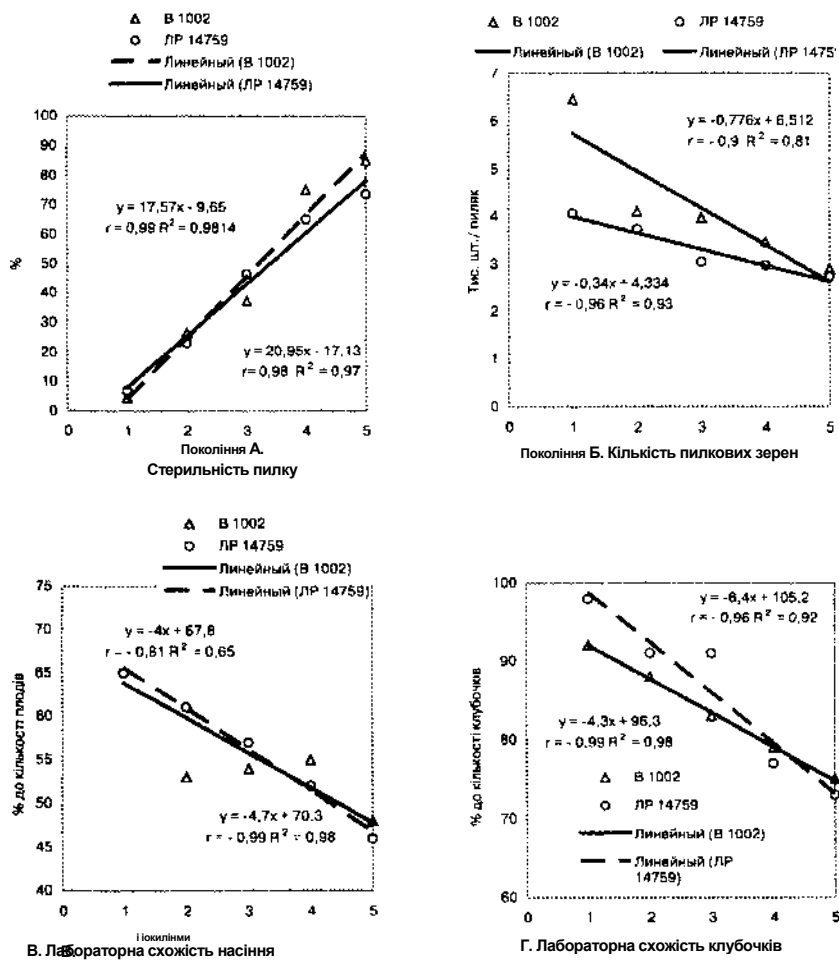 В 1002
ЛР 14759
Линейный (В 1002)
Линейный (ЛР 14759)
100
90
80
70
60
50
40
30
20
10
0
%
y = 17,57x - 9,65
r = 0,99 R² = 0,9814
y = 20,95x - 17,13
r= 0,98 R² = 0,97
0 1 2 3 4 5
Покоління А.
Стерильність пилку
В 1002 ЛР 14759
Линейный (В 1002) Линейный (ЛР 1475
7
6
5
4
3
2
1
0
Тис. шт./ пиляк
y = -0,776x + 6,512
r = - 0,9 R² = 0,81
y = -0,34x + 4,334
r = - 0,96 R² = 0,93
0 1 2 3 4 5
Покоління Б. Кількість пилкових зерен
В 1002
ЛР 14759
Линейный (В 1002)
Линейный (ЛР 14759)
75
70
65
60
55
50
45
40
% до кількості плодів
y = -4x + 67,8
r = - 0,81 R² = 0,65
y = -4,7x + 70.3
r = - 0,99 R² = 0,98
0 1 2 3 4 5
В. Лабораторна схожість насіння
100
90
80
70
60
% до кількості клубочків
y = -6,4x + 105,2
r = - 0,96 R² = 0,92
y = -4,3x + 96,3
r = - 0.99 R² = 0,98
В 1002
ЛР 14759
Линейный (В 1002)
Линейный (ЛР
14759)
0 1 2 3 4 5
Г. Лабораторна схожість клубочків